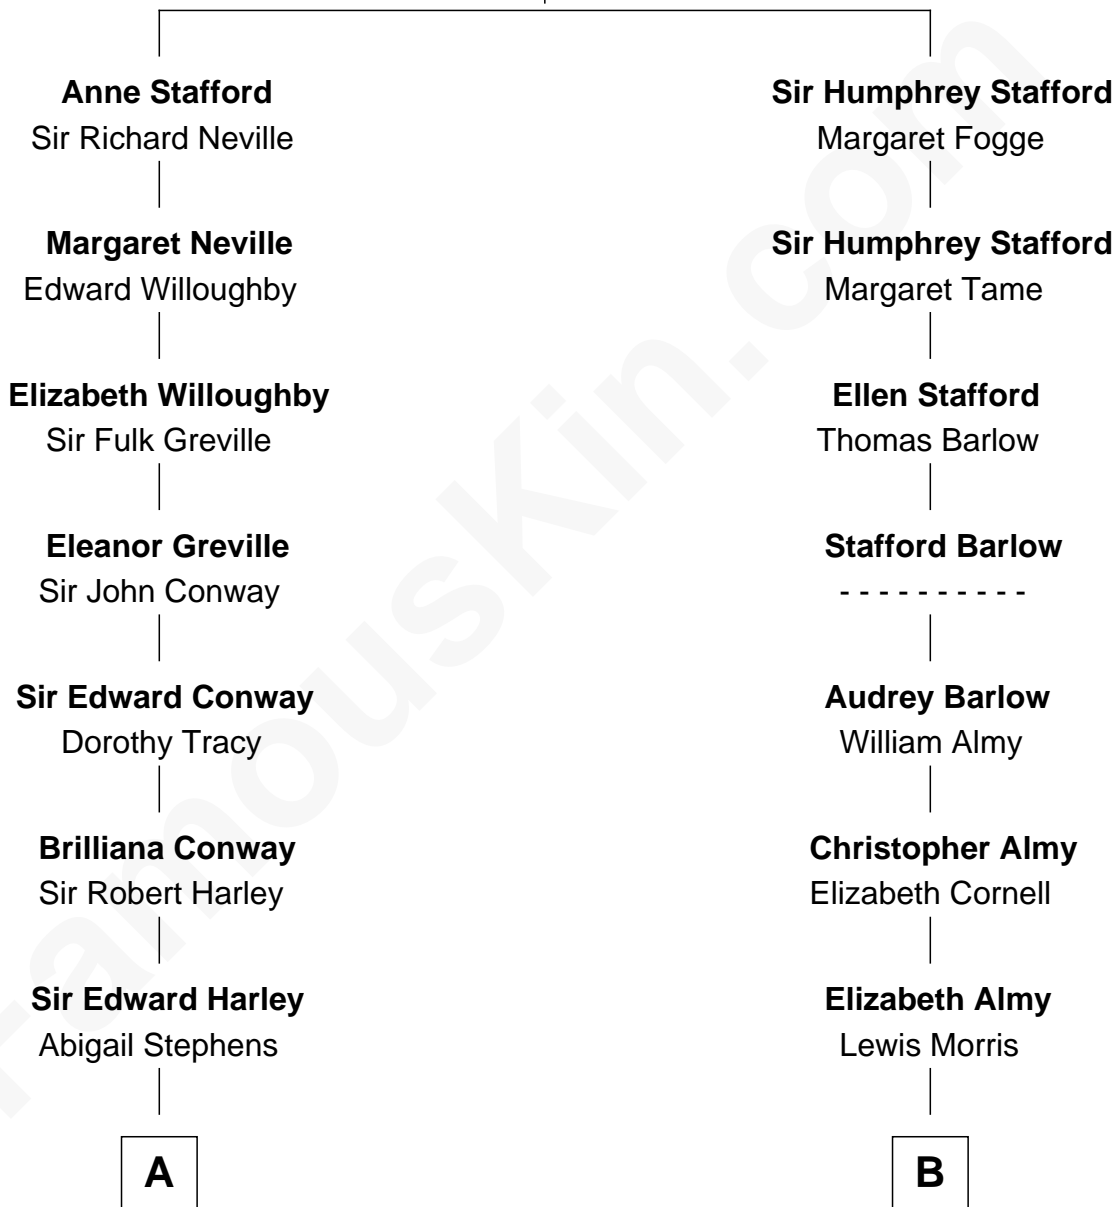 Anne Stafford
Sir Richard Neville
Margaret Neville
Edward Willoughby
Elizabeth Willoughby
Sir Fulk Greville
Eleanor Greville
Sir John Conway
Sir Edward Conway
Dorothy Tracy
Brilliana Conway
Sir Robert Harley
Sir Edward Harley
Abigail Stephens
A
Sir Humphrey Stafford
Margaret Fogge
Sir Humphrey Stafford
Margaret Tame
Ellen Stafford
Thomas Barlow
Stafford Barlow
- - - - - - - - - -
Audrey Barlow
William Almy
Christopher Almy
Elizabeth Cornell
Elizabeth Almy
Lewis Morris
B
FamousKin.com